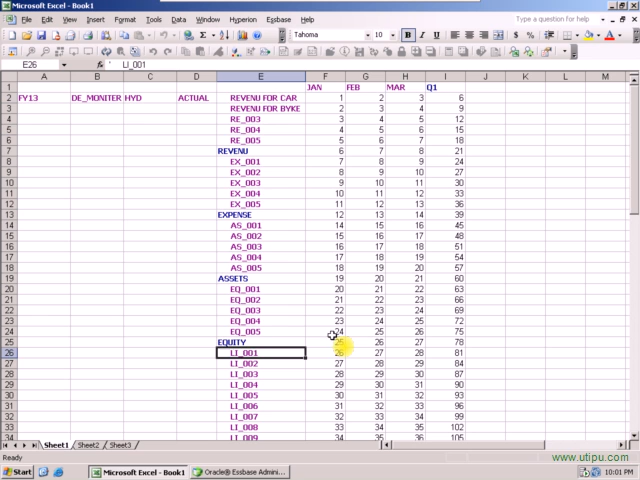 Microsoft Excel - Book1
File Edit View Insert Format Tools Data Window Hyperion Essbase Help Type a question for help
Tahoma 10 B I U $ %
E26 fx ' LI_001
A B C D E F G H I J K L M
1 JAN FEB MAR Q1
2 FY13 DE_MONITER HYD ACTUAL REVENU FOR CAR 1 2 3 6
3 REVENU FOR BYKE 2 3 4 9
4 RE_003 3 4 5 12
5 RE_004 4 5 6 15
6 RE_005 5 6 7 18
7 REVENU 6 7 8 21
8 EX_001 7 8 9 24
9 EX_002 8 9 10 27
10 EX_003 9 10 11 30
11 EX_004 10 11 12 33
12 EX_005 11 12 13 36
13 EXPENSE 12 13 14 39
14 AS_001 14 15 16 45
15 AS_002 15 16 17 48
16 AS_003 16 17 18 51
17 AS_004 17 18 19 54
18 AS_005 18 19 20 57
19 ASSETS 19 20 21 60
20 EQ_001 20 21 22 63
21 EQ_002 21 22 23 66
22 EQ_003 22 23 24 69
23 EQ_004 23 24 25 72
24 EQ_005 24 25 26 75
25 EQUITY 25 26 27 78
26 LI_001 26 27 28 81
27 LI_002 27 28 29 84
28 LI_003 28 29 30 87
29 LI_004 29 30 31 90
30 LI_005 30 31 32 93
31 LI_006 31 32 33 96
32 LI_007 32 33 34 99
33 LI_008 33 34 35 102
34 LI_009 34 35 36 105
Sheet1 Sheet2 Sheet3
Ready
www.utipu.com
Start Microsoft Excel - Book1 Oracle® Essbase Admini... 10:01 PM